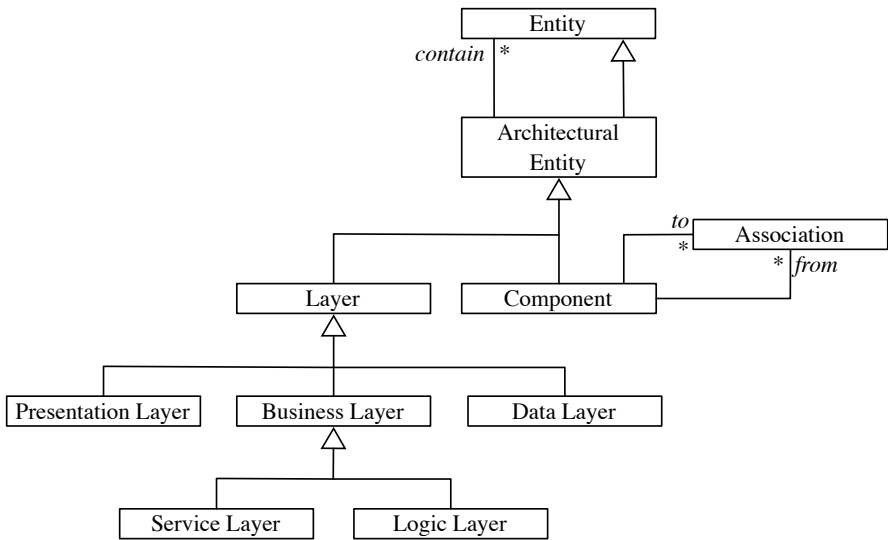 Entity
contain *
Architectural
Entity
to
*
Association
* from
Layer
Component
Presentation Layer
Business Layer
Data Layer
Service Layer
Logic Layer